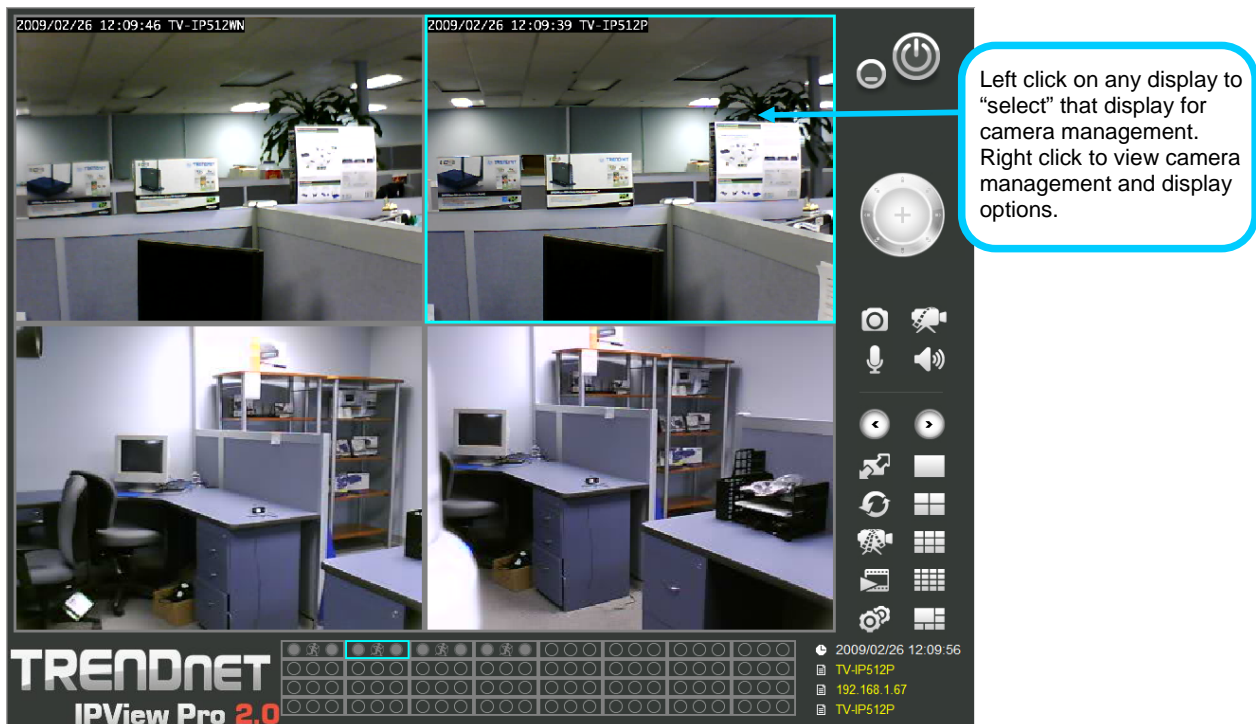 2009/02/26 12:09:46 TV-IP512WN
2009/02/26 12:09:39 TV-IP512P
Left click on any display to
“select” that display for
camera management.
Right click to view camera
management and display
options.
TRENDNET
IPView Pro 2.0
2009/02/26 12:09:56
TV-IP512P
192.168.1.67
TV-IP512P